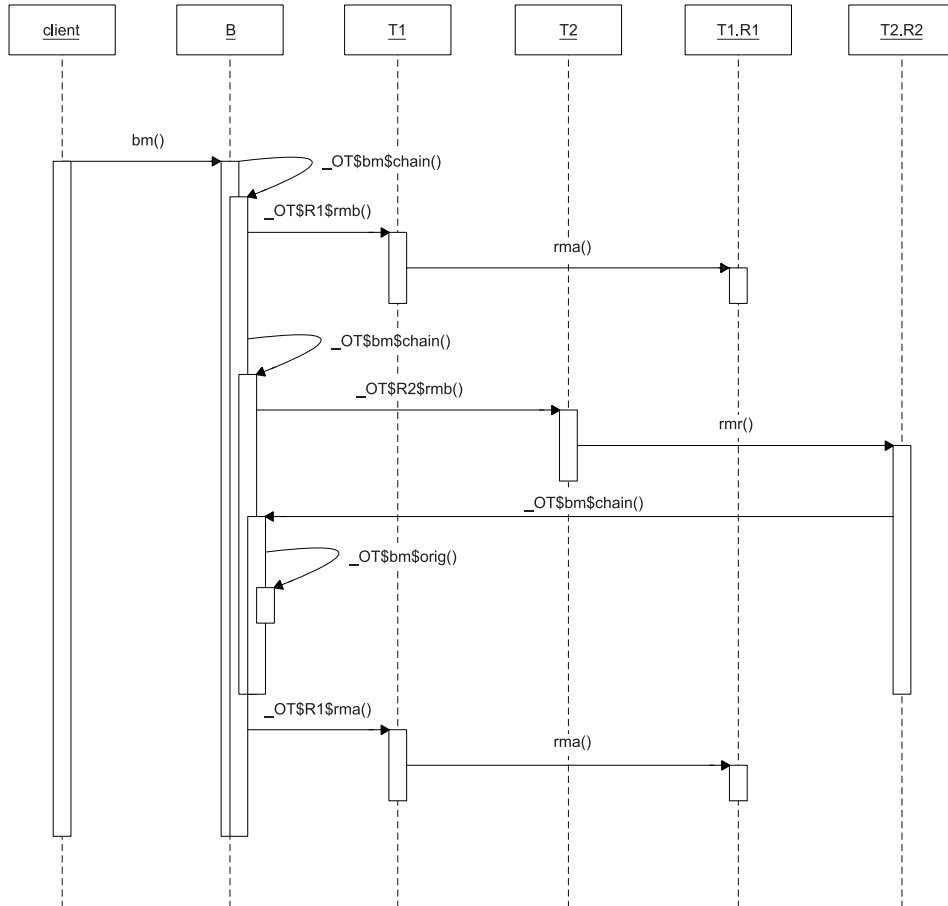 client
B
T1
T2
T1.R1
T2.R2
bm()
_OT$bm$chain()
_OT$R1$rmb()
rma()
_OT$bm$chain()
_OT$R2$rmb()
rmr()
_OT$bm$chain()
_OT$bm$orig()
_OT$R1$rma()
rma()